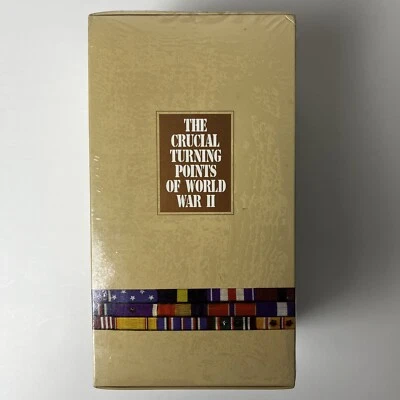 THE
CRUCIAL
TURNING
POINTS
OF WORLD
WAR II